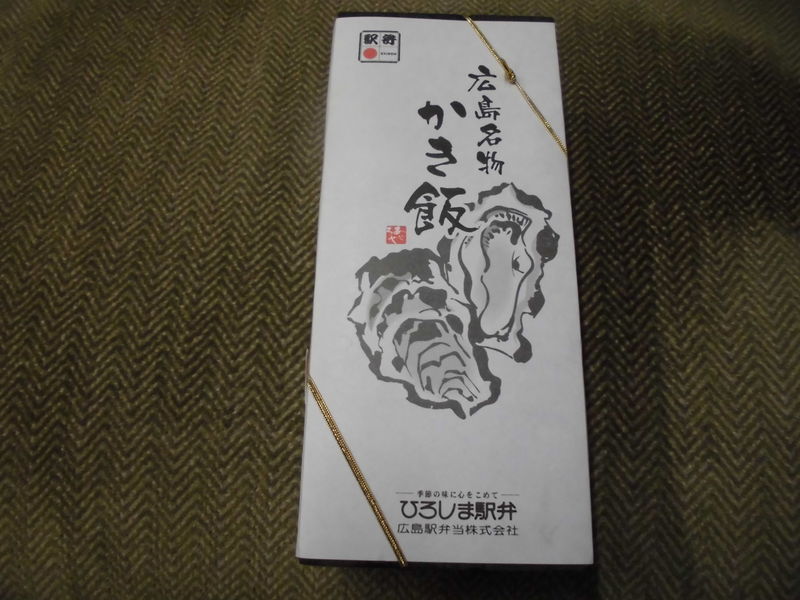 駅弁
EKIBEN
広島名物
かき飯
季節の味に心をこめて
ひろしま駅弁
広島駅弁当株式会社